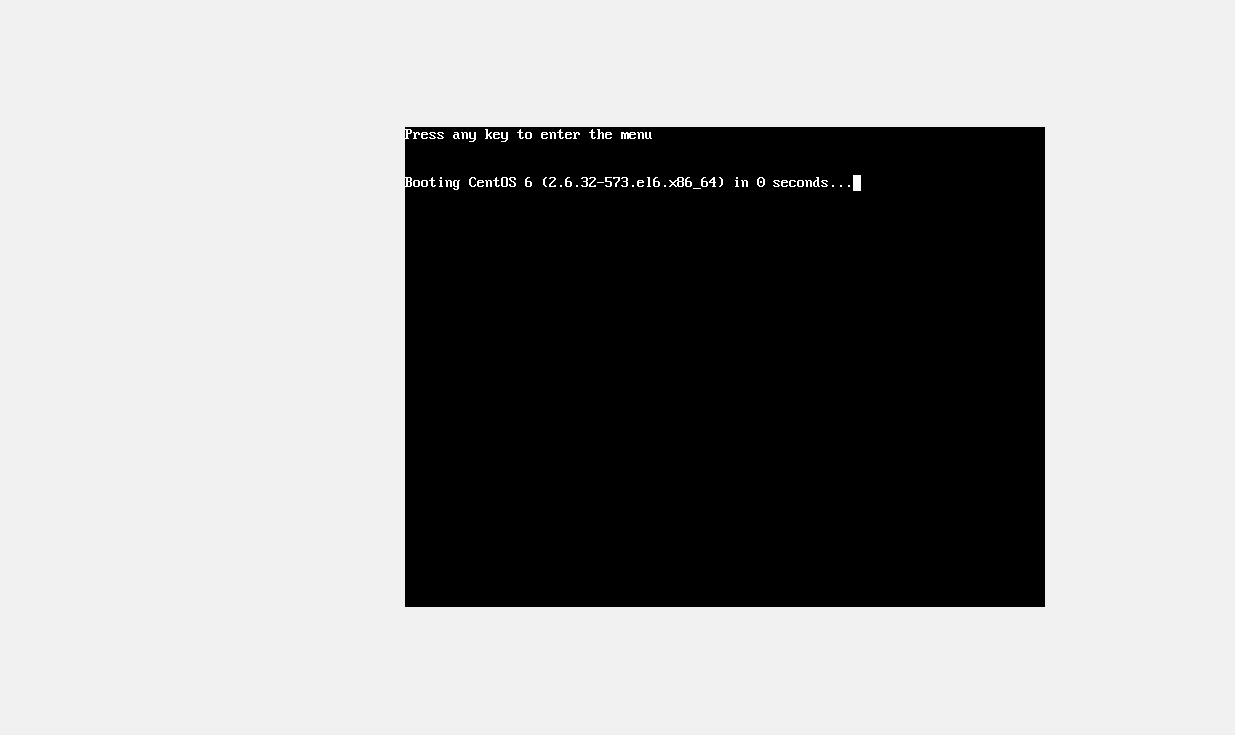 Press any key to enter the menu
Booting CentOS 6 (2.6.32-573.el6.x86_64) in 0 seconds...